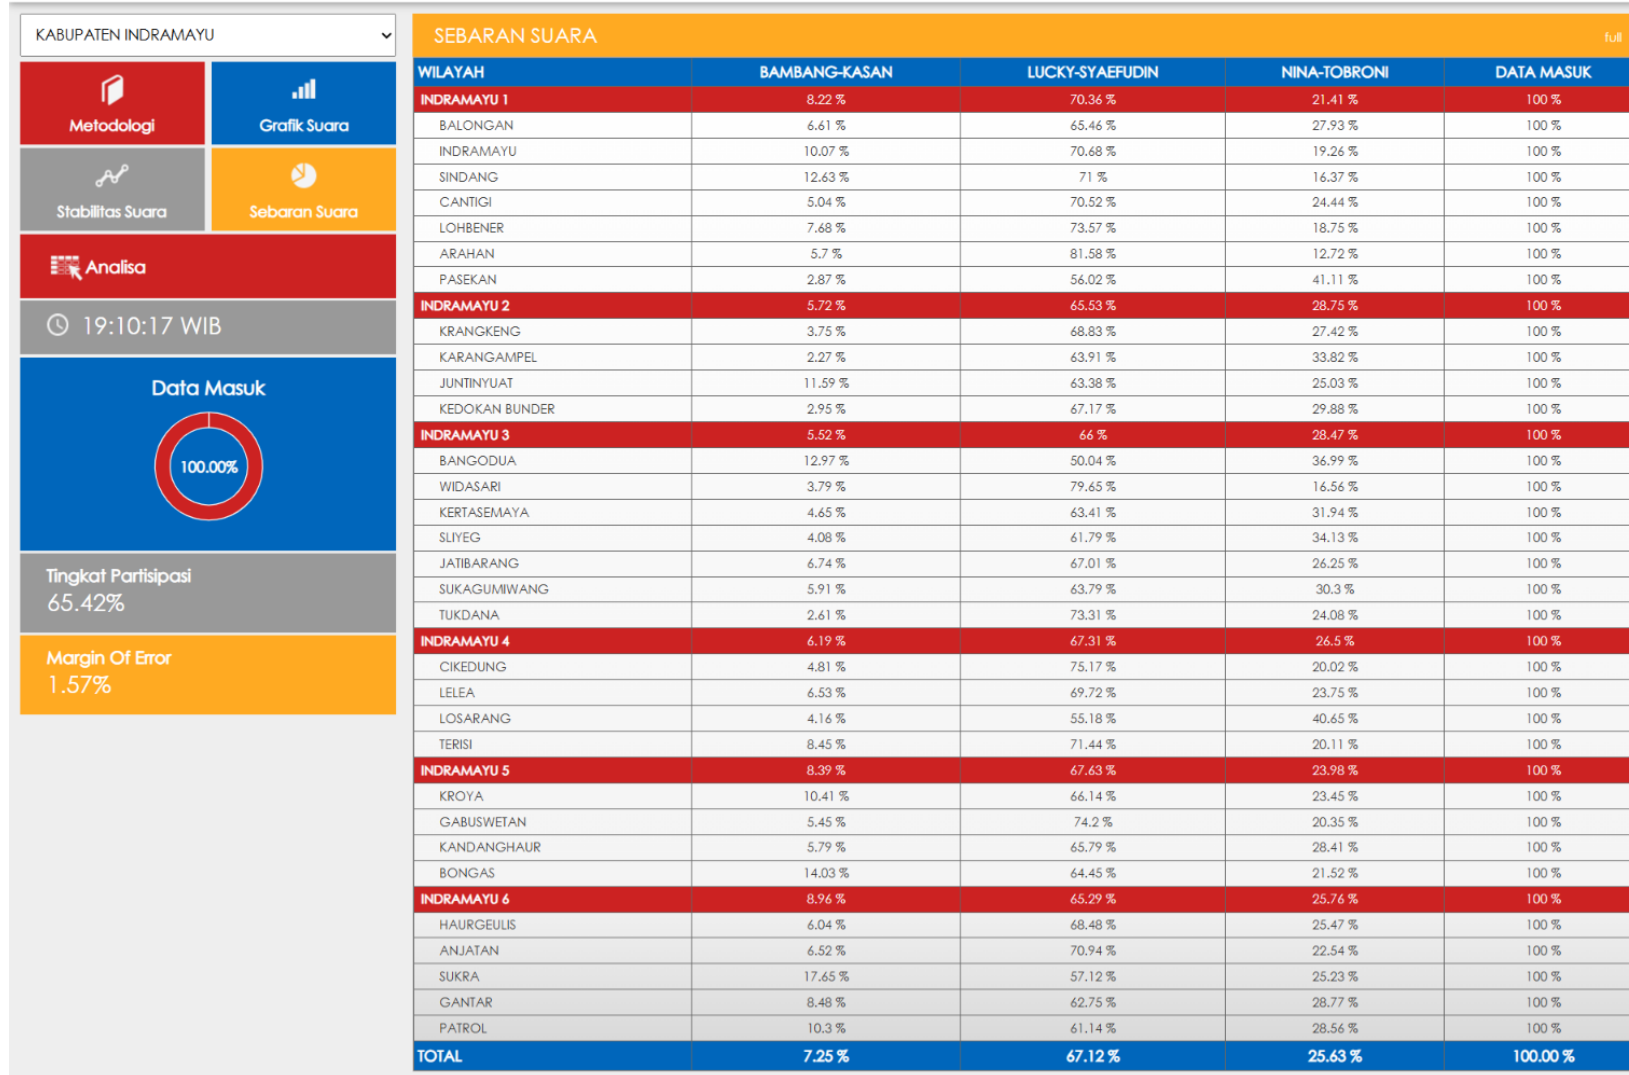 KABUPATEN INDRAMAYU
Metodologi
Grafik Suara
Stabilitas Suara
Sebaran Suara
Analisa
19:10:17 WIB
Data Masuk
100.00%
Tingkat Partisipasi
65.42%
Margin Of Error
1.57%
SEBARAN SUARA full
WILAYAH BAMBANG-KASAN LUCKY-SYAEFUDIN NINA-TOBRONI DATA MASUK
INDRAMAYU 1 8.22 % 70.36 % 21.41 % 100 %
BALONGAN 6.61 % 65.46 % 27.93 % 100 %
INDRAMAYU 10.07 % 70.68 % 19.26 % 100 %
SINDANG 12.63 % 71 % 16.37 % 100 %
CANTIGI 5.04 % 70.52 % 24.44 % 100 %
LOHBENER 7.68 % 73.57 % 18.75 % 100 %
ARAHAN 5.7 % 81.58 % 12.72 % 100 %
PASEKAN 2.87 % 56.02 % 41.11 % 100 %
INDRAMAYU 2 5.72 % 65.53 % 28.75 % 100 %
KRANGKENG 3.75 % 68.83 % 27.42 % 100 %
KARANGAMPEL 2.27 % 63.91 % 33.82 % 100 %
JUNTINYUAT 11.59 % 63.38 % 25.03 % 100 %
KEDOKAN BUNDER 2.95 % 67.17 % 29.88 % 100 %
INDRAMAYU 3 5.52 % 66 % 28.47 % 100 %
BANGODUA 12.97 % 50.04 % 36.99 % 100 %
WIDASARI 3.79 % 79.65 % 16.56 % 100 %
KERTASEMAYA 4.65 % 63.41 % 31.94 % 100 %
SLIYEG 4.08 % 61.79 % 34.13 % 100 %
JATIBARANG 6.74 % 67.01 % 26.25 % 100 %
SUKAGUMIWANG 5.91 % 63.79 % 30.3 % 100 %
TUKDANA 2.61 % 73.31 % 24.08 % 100 %
INDRAMAYU 4 6.19 % 67.31 % 26.5 % 100 %
CIKEDUNG 4.81 % 75.17 % 20.02 % 100 %
LELEA 6.53 % 69.72 % 23.75 % 100 %
LOSARANG 4.16 % 55.18 % 40.65 % 100 %
TERISI 8.45 % 71.44 % 20.11 % 100 %
INDRAMAYU 5 8.39 % 67.63 % 23.98 % 100 %
KROYA 10.41 % 66.14 % 23.45 % 100 %
GABUSWETAN 5.45 % 74.2 % 20.35 % 100 %
KANDANGHAUR 5.79 % 65.79 % 28.41 % 100 %
BONGAS 14.03 % 64.45 % 21.52 % 100 %
INDRAMAYU 6 8.96 % 65.29 % 25.76 % 100 %
HAURGEULIS 6.04 % 68.48 % 25.47 % 100 %
ANJATAN 6.52 % 70.94 % 22.54 % 100 %
SUKRA 17.65 % 57.12 % 25.23 % 100 %
GANTAR 8.48 % 62.75 % 28.77 % 100 %
PATROL 10.3 % 61.14 % 28.56 % 100 %
TOTAL 7.25 % 67.12 % 25.63 % 100.00 %